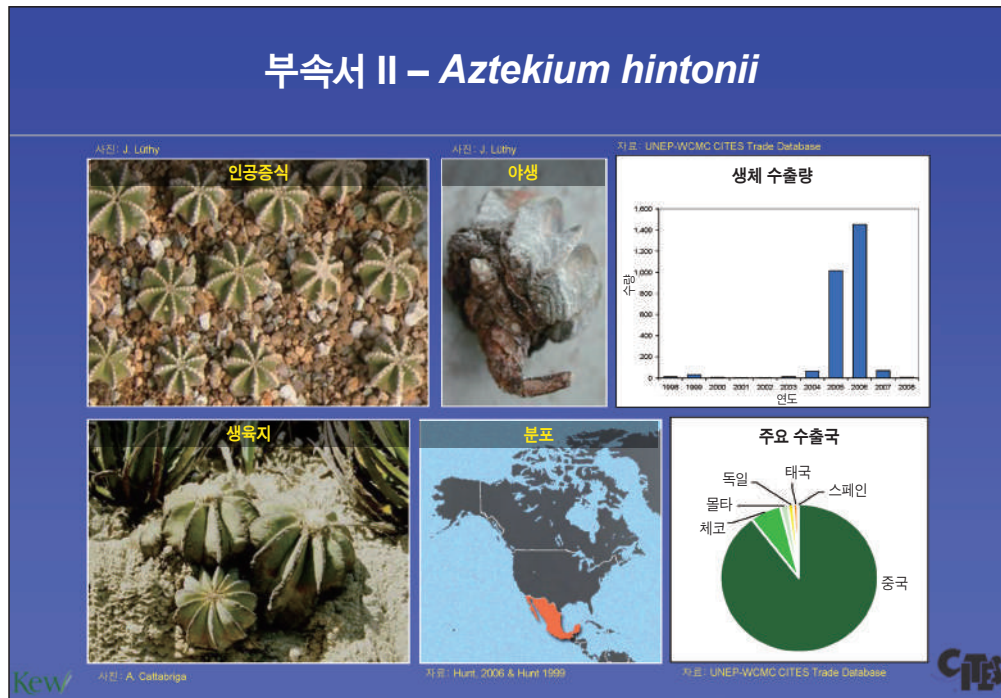 부속서 II – Aztekium hintonii
사진: J. Lüthy
인공증식
사진: J. Lüthy
야생
자료: UNEP-WCMC CITES Trade Database
생체 수출량
1,600
1,400
1,200
1,000
800
600
400
200
0
수량
1998 1999 2000 2001 2002 2003 2004 2005 2006 2007 2008
연도
생육지
사진: A. Cattabriga
분포
자료: Hunt, 2006 & Hunt 1999
주요 수출국
태국
독일
스페인
몰타
체코
중국
자료: UNEP-WCMC CITES Trade Database
Kew
CITES